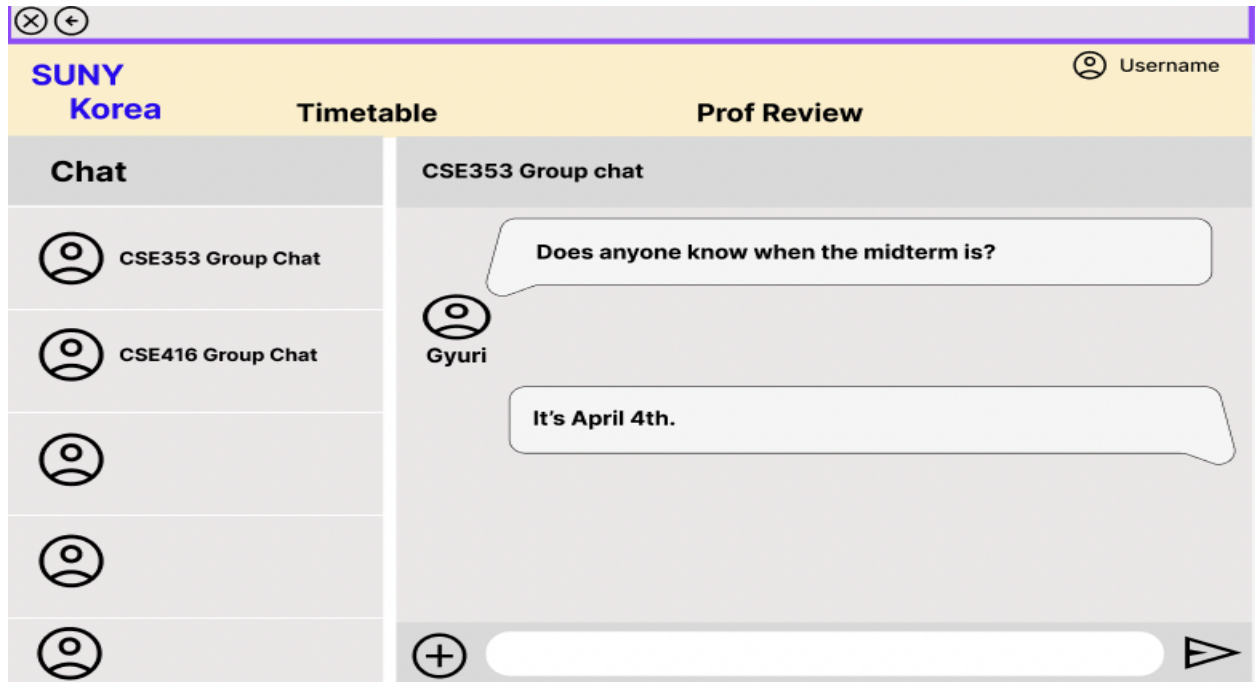 SUNY
Korea
Timetable
Prof Review
Username
Chat
CSE353 Group Chat
CSE416 Group Chat
CSE353 Group chat
Does anyone know when the midterm is?
Gyuri
It’s April 4th.